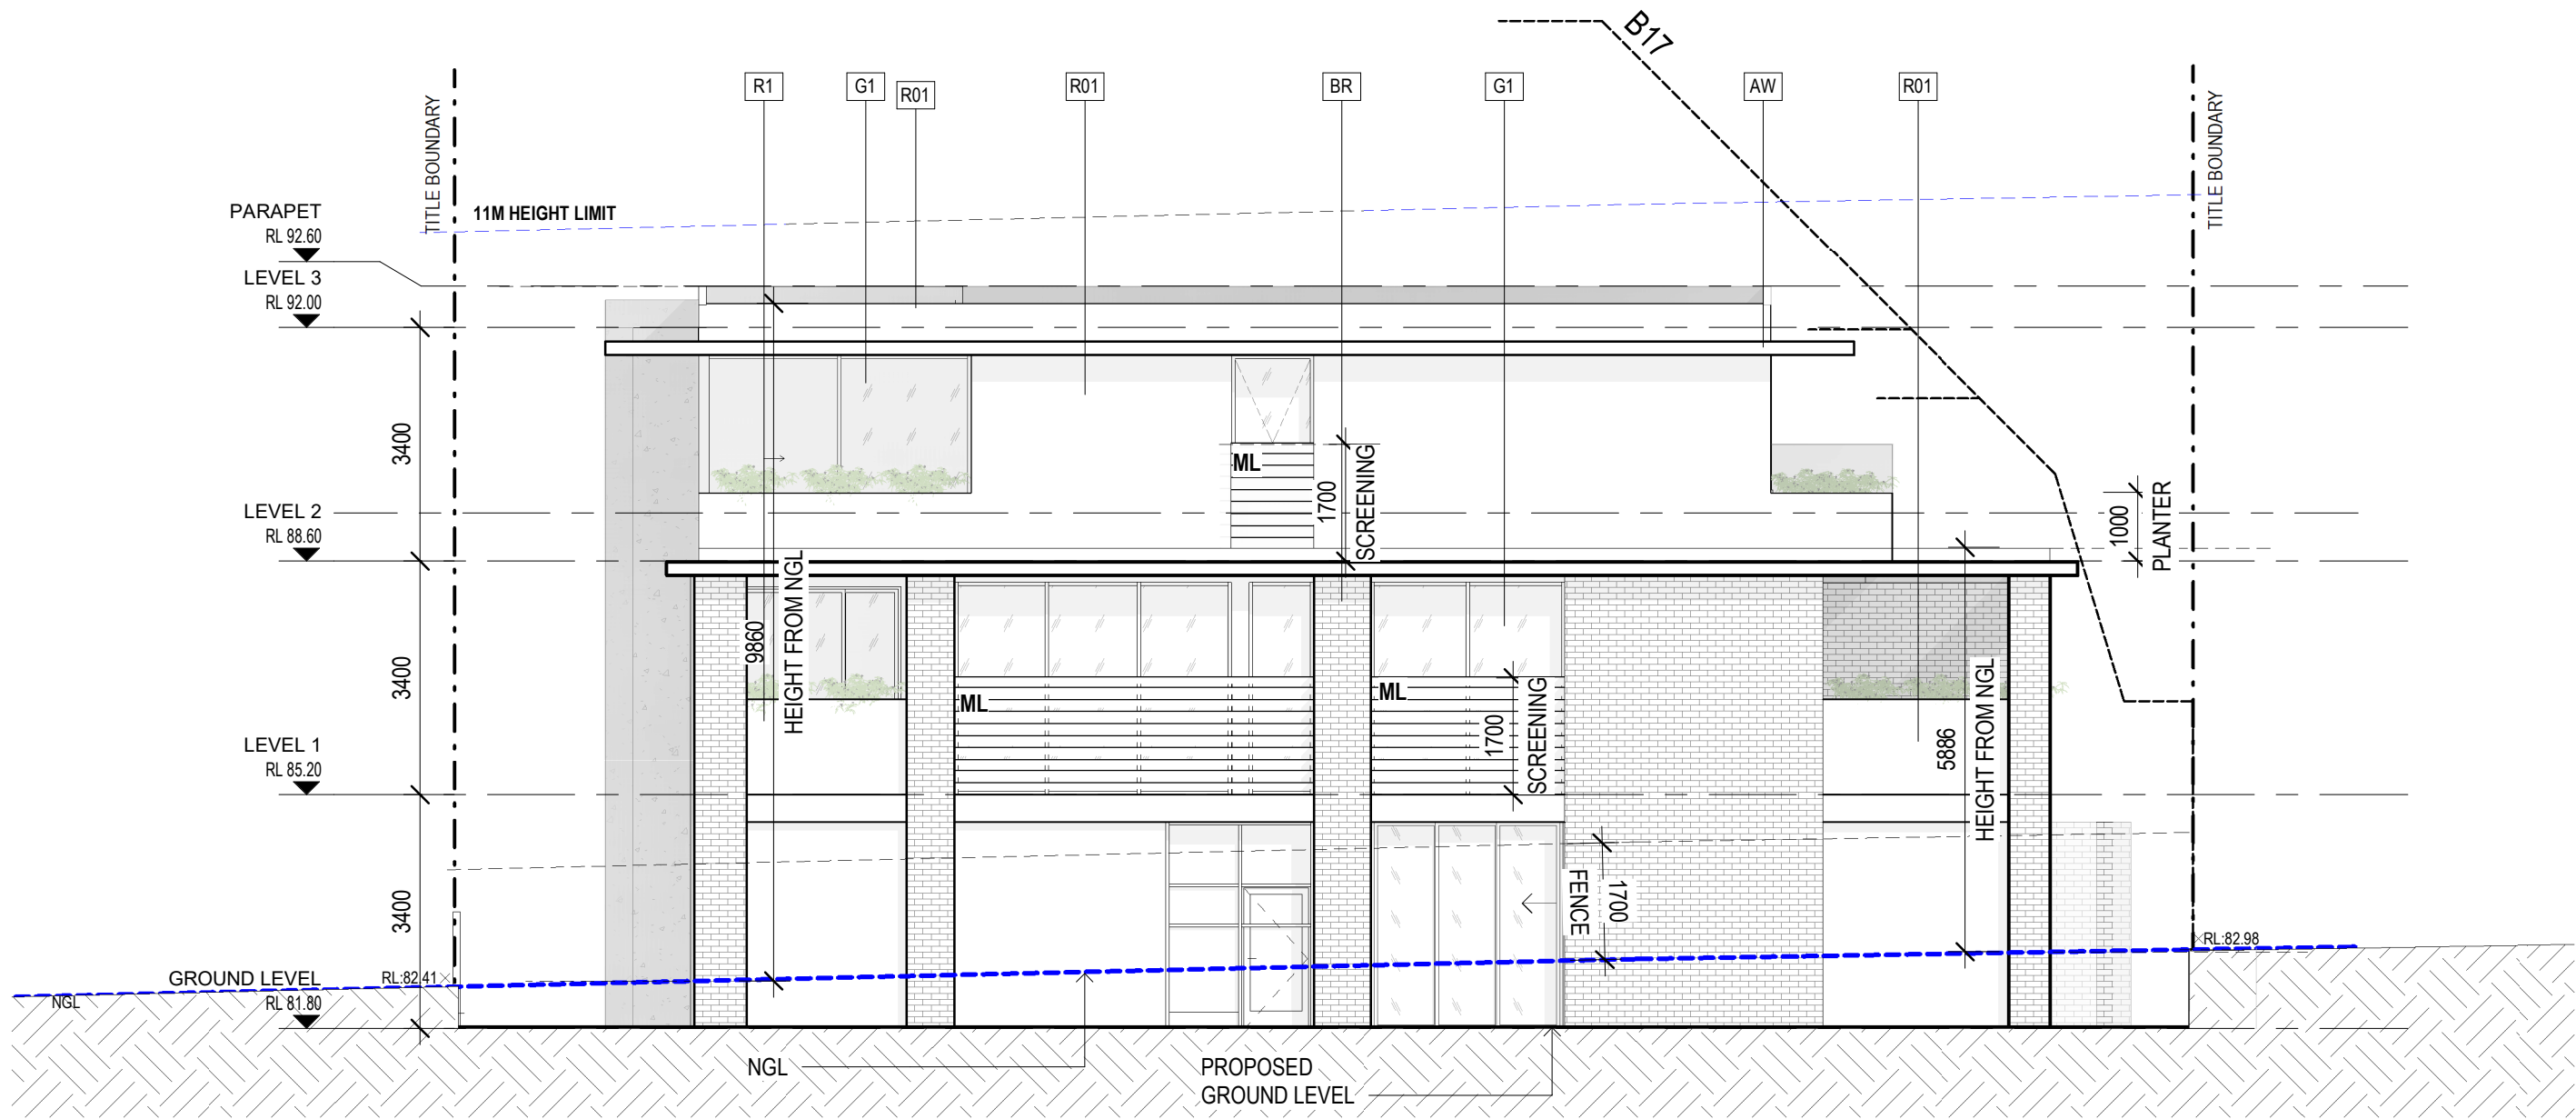 B17
R1
G1
R01
R01
BR
G1
AW
R01
TITLE BOUNDARY
TITLE BOUNDARY
11M HEIGHT LIMIT
PARAPET
RL 92.60
LEVEL 3
RL 92.00
3400
ML
1700
SCREENING
1000
PLANTER
LEVEL 2
RL 88.60
3400
9860
HEIGHT FROM NGL
ML
ML
1700
SCREENING
5886
HEIGHT FROM NGL
LEVEL 1
RL 85.20
3400
FENCE
1700
GROUND LEVEL
RL 81.80
RL:82.41
RL:82.98
NGL
NGL
PROPOSED
GROUND LEVEL